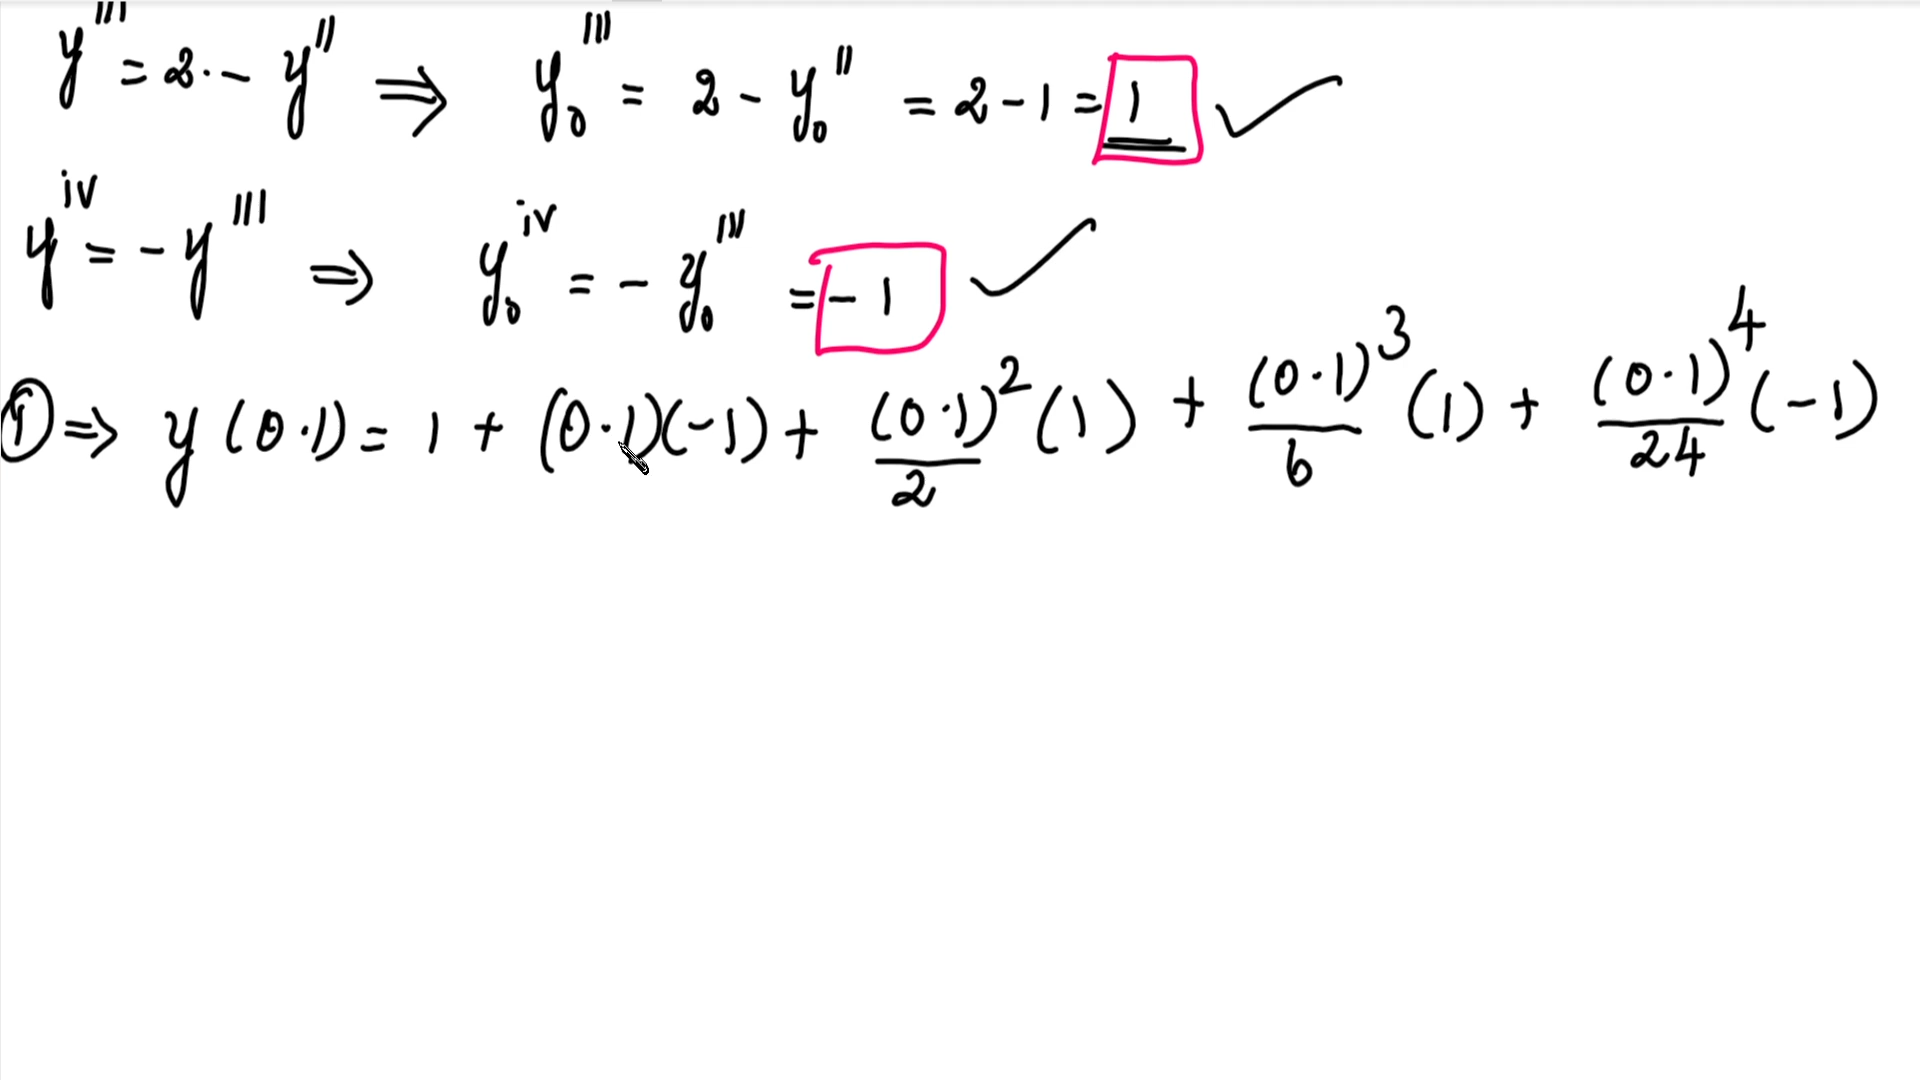 y''' = 2 - y'' ⇒ y₀''' = 2 - y₀'' = 2 - 1 = 1
y^iv = - y''' ⇒ y₀^iv = - y₀''' = - 1
① ⇒ y(0.1) = 1 + (0.1)(-1) + (0.1)²/2 (1) + (0.1)³/6 (1) + (0.1)⁴/24 (-1)